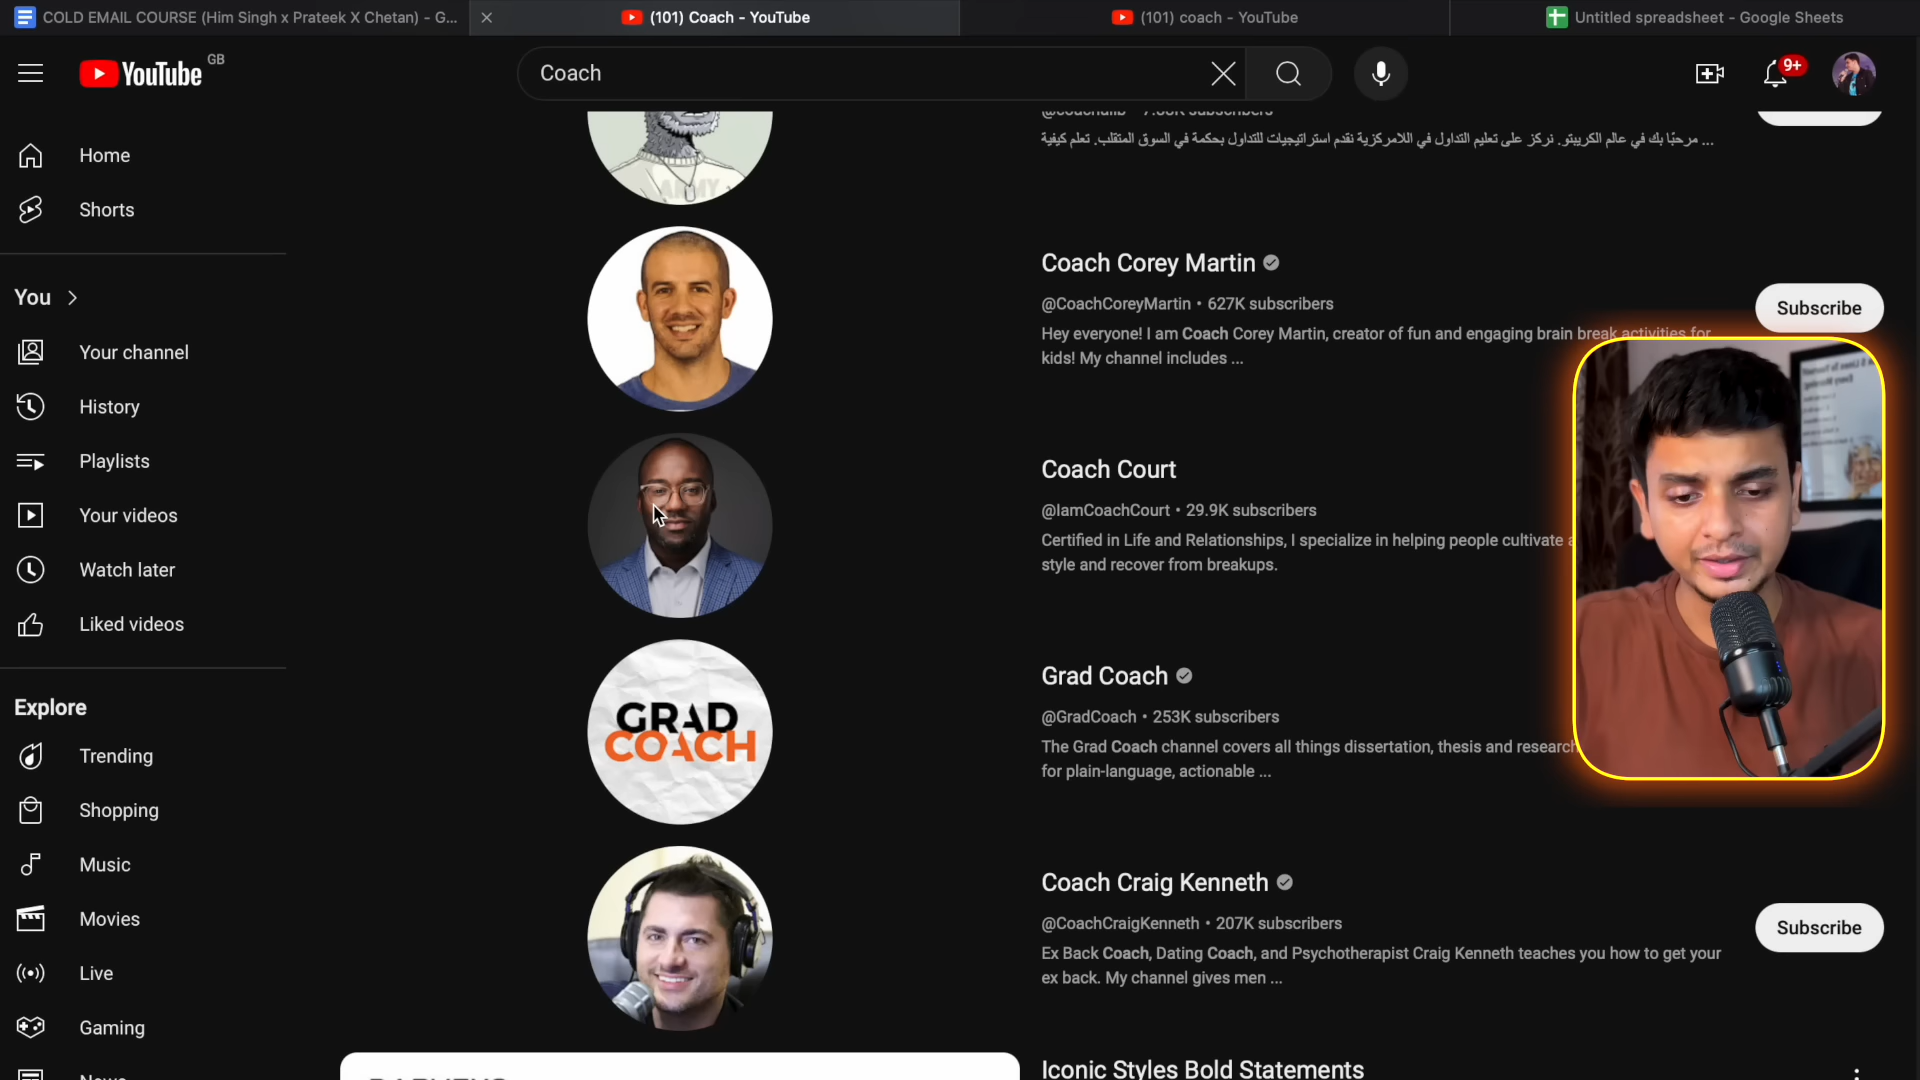 COLD EMAIL COURSE (Him Singh x Prateek X Chetan) - G...
(101) Coach - YouTube
(101) coach - YouTube
Untitled spreadsheet - Google Sheets
YouTube GB
Coach
9+
Home
Shorts
You
Your channel
History
Playlists
Your videos
Watch later
Liked videos
Explore
Trending
Shopping
Music
Movies
Live
Gaming
مرحبًا بك في عالم الكريبتو. نركز على تعليم التداول في اللامركزية نقدم استراتيجيات للتداول بحكمة في السوق المتقلب. تعلم كيفية ...
Coach Corey Martin
@CoachCoreyMartin • 627K subscribers
Hey everyone! I am Coach Corey Martin, creator of fun and engaging brain break activities for
kids! My channel includes ...
Subscribe
Coach Court
@IamCoachCourt • 29.9K subscribers
Certified in Life and Relationships, I specialize in helping people cultivate
style and recover from breakups.
GRAD
COACH
Grad Coach
@GradCoach • 253K subscribers
The Grad Coach channel covers all things dissertation, thesis and research
for plain-language, actionable ...
Coach Craig Kenneth
@CoachCraigKenneth • 207K subscribers
Ex Back Coach, Dating Coach, and Psychotherapist Craig Kenneth teaches you how to get your
ex back. My channel gives men ...
Subscribe
Iconic Styles Bold Statements